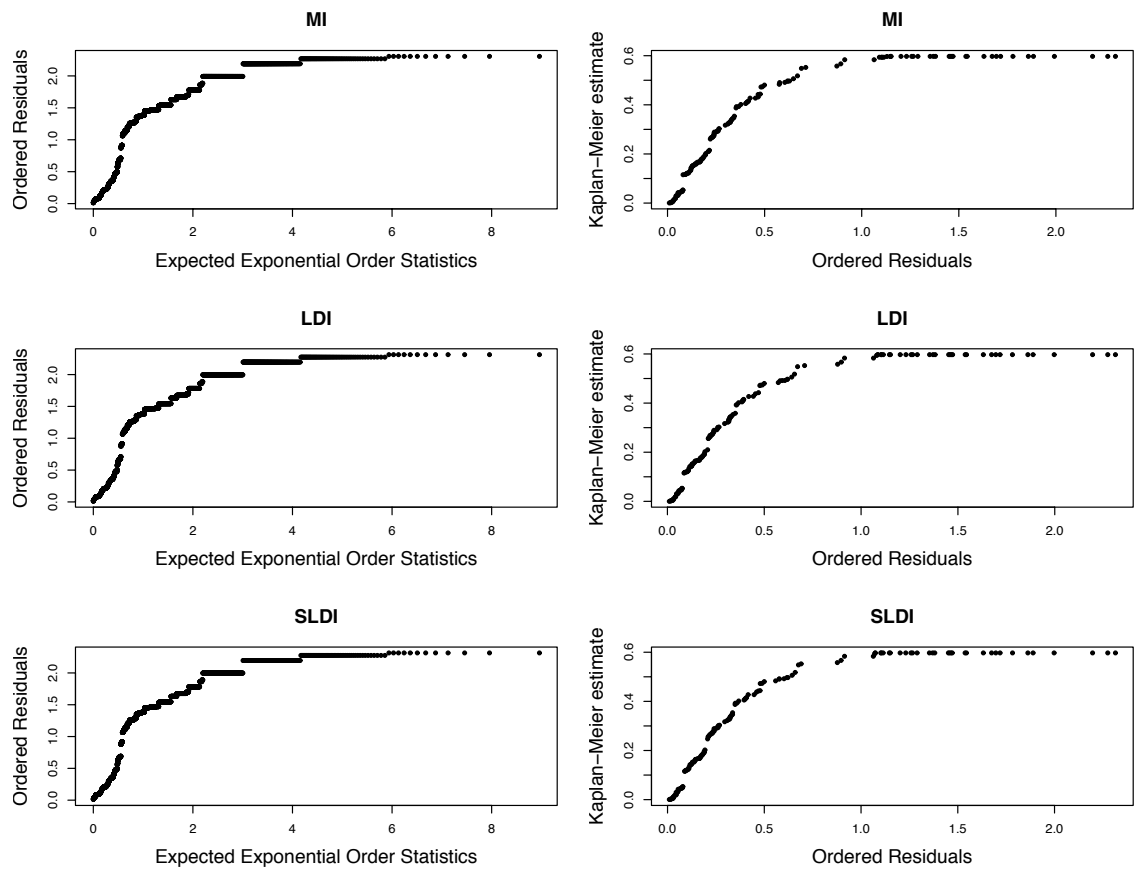 MI
Ordered Residuals
0.0 0.5 1.0 1.5 2.0
0 2 4 6 8
Expected Exponential Order Statistics
MI
Kaplan−Meier estimate
0.0 0.2 0.4 0.6
0.0 0.5 1.0 1.5 2.0
Ordered Residuals
LDI
Ordered Residuals
0.0 0.5 1.0 1.5 2.0
0 2 4 6 8
Expected Exponential Order Statistics
LDI
Kaplan−Meier estimate
0.0 0.2 0.4 0.6
0.0 0.5 1.0 1.5 2.0
Ordered Residuals
SLDI
Ordered Residuals
0.0 0.5 1.0 1.5 2.0
0 2 4 6 8
Expected Exponential Order Statistics
SLDI
Kaplan−Meier estimate
0.0 0.2 0.4 0.6
0.0 0.5 1.0 1.5 2.0
Ordered Residuals